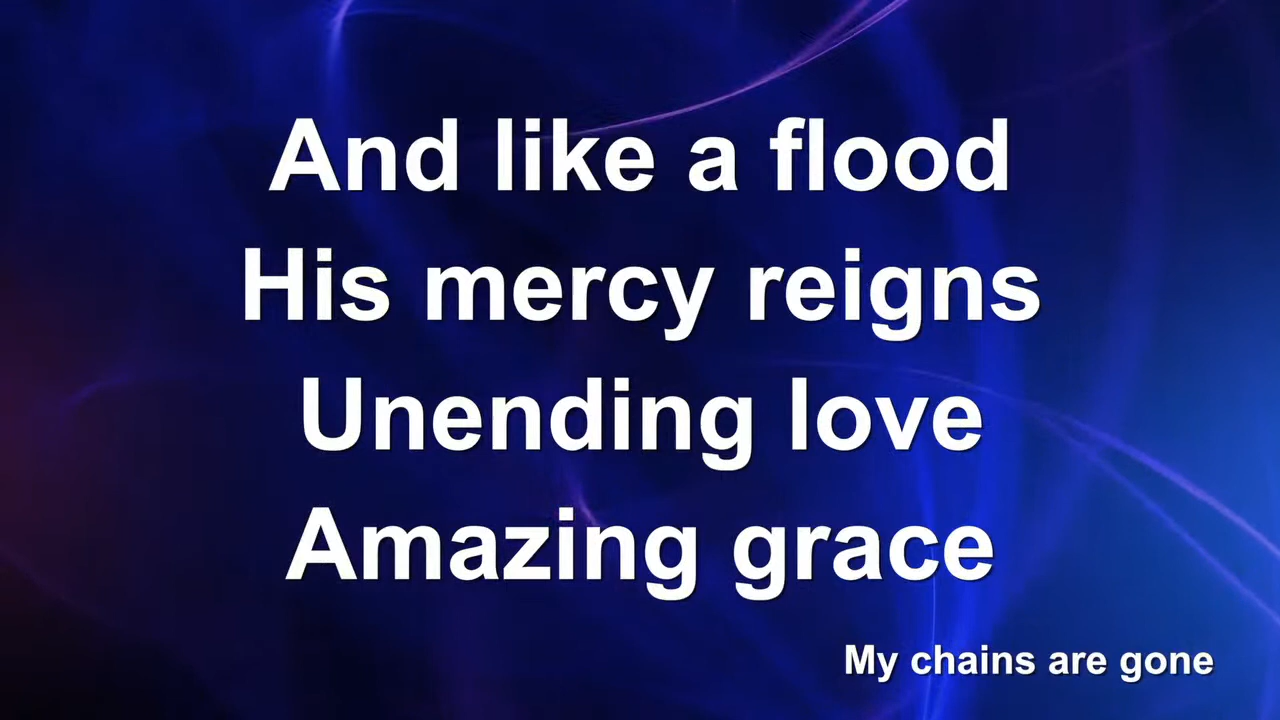 And like a flood
His mercy reigns
Unending love
Amazing grace
My chains are gone